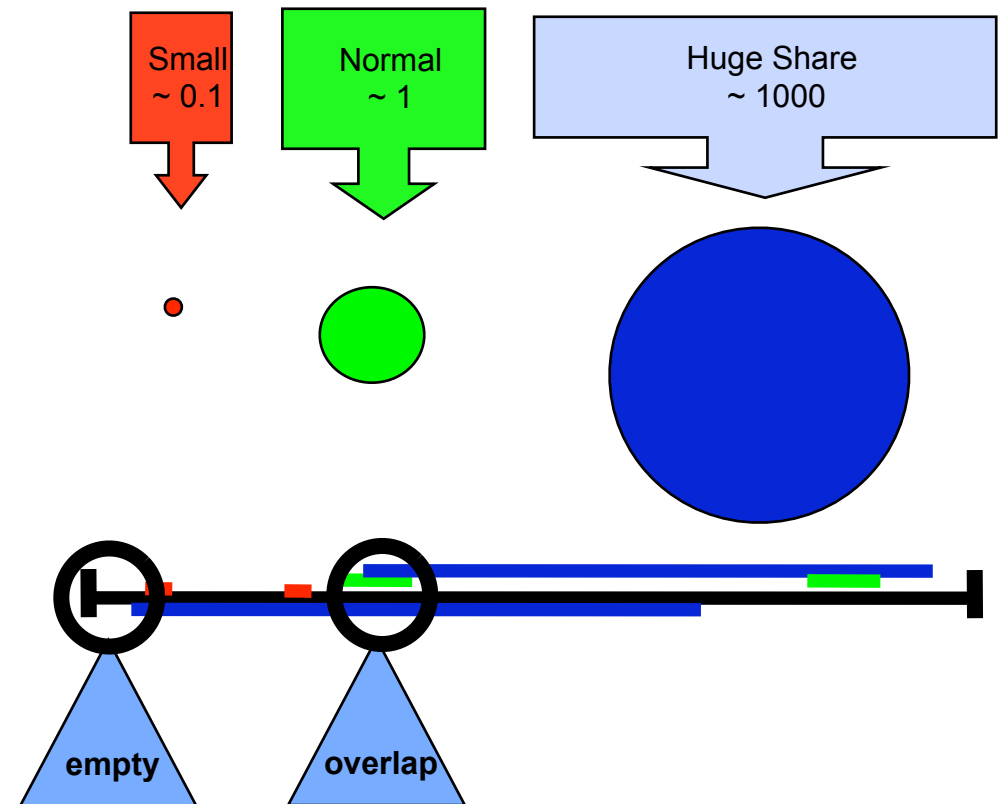 Small
~ 0.1
Normal
~ 1
Huge Share
~ 1000
empty
overlap